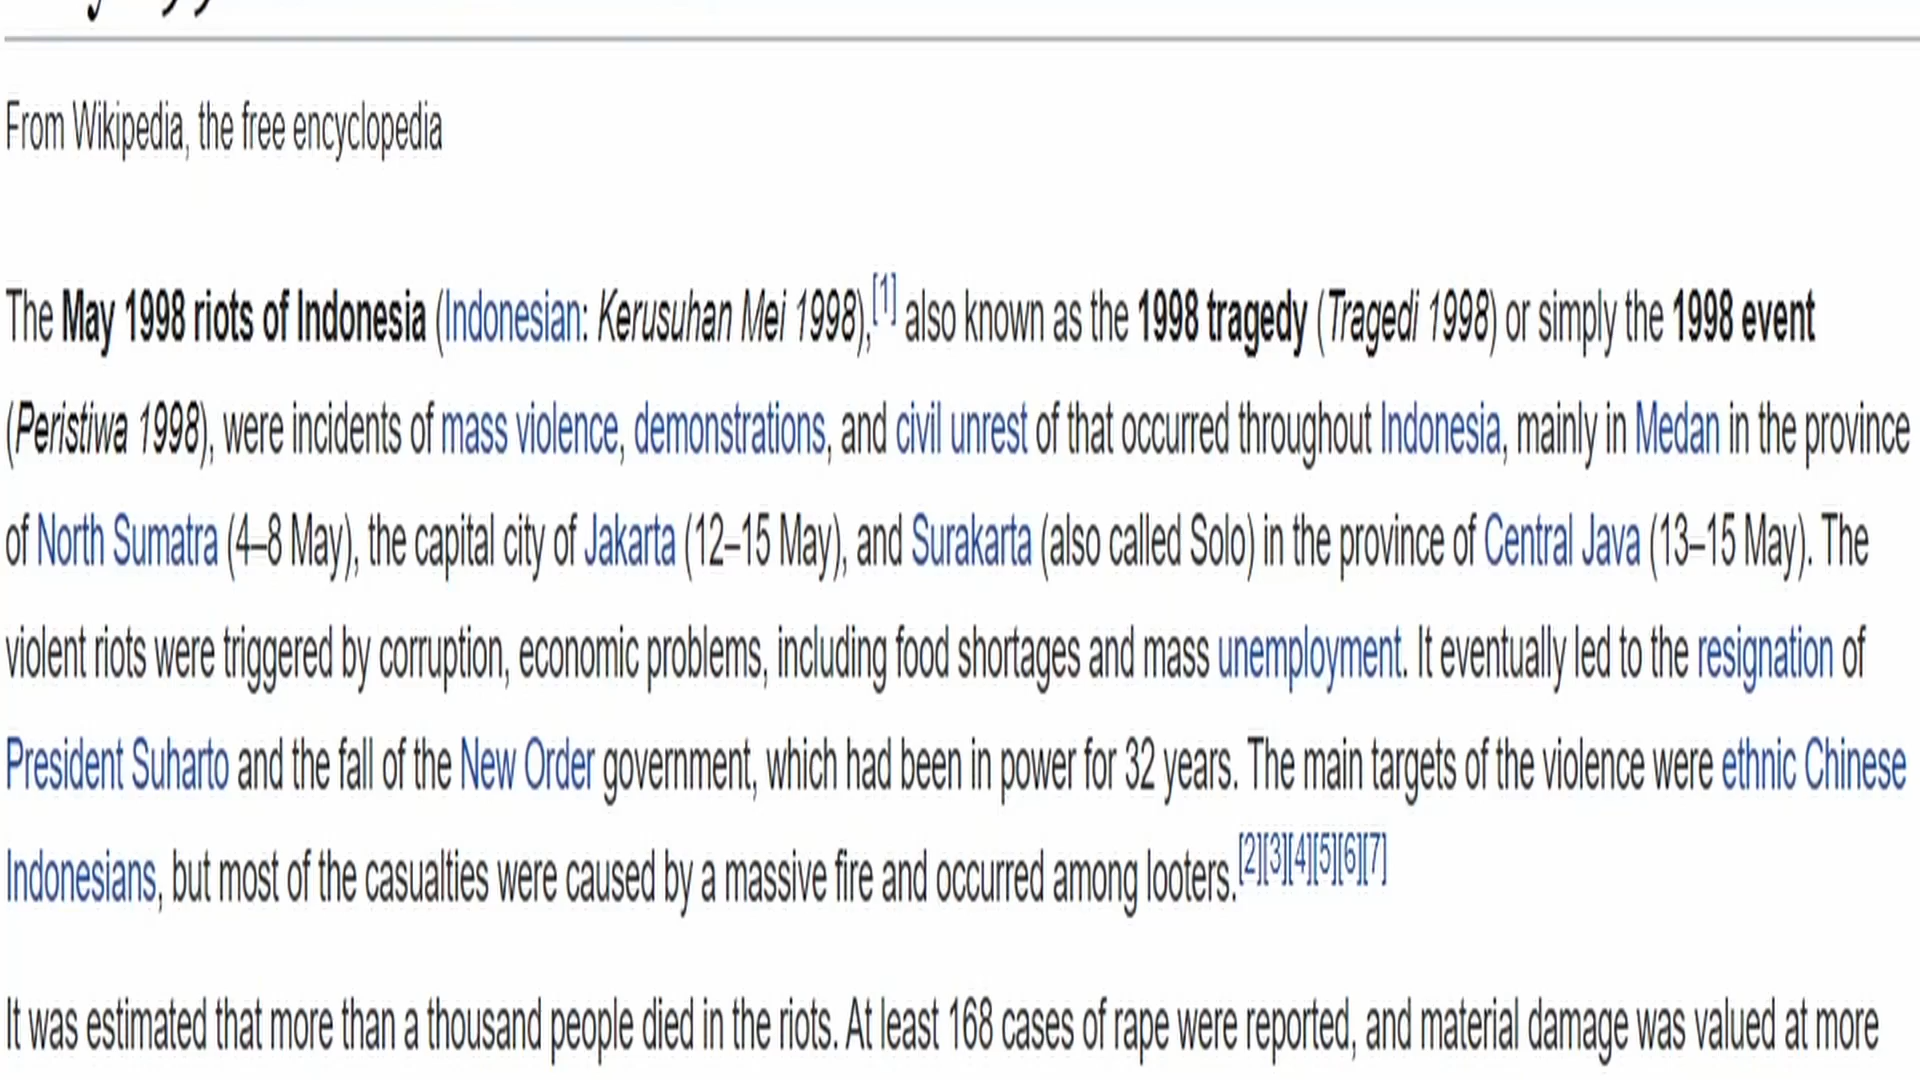 From Wikipedia, the free encyclopedia
The May 1998 riots of Indonesia (Indonesian: Kerusuhan Mei 1998),[1] also known as the 1998 tragedy (Tragedi 1998) or simply the 1998 event
(Peristiwa 1998), were incidents of mass violence, demonstrations, and civil unrest of that occurred throughout Indonesia, mainly in Medan in the province
of North Sumatra (4–8 May), the capital city of Jakarta (12–15 May), and Surakarta (also called Solo) in the province of Central Java (13–15 May). The
violent riots were triggered by corruption, economic problems, including food shortages and mass unemployment. It eventually led to the resignation of
President Suharto and the fall of the New Order government, which had been in power for 32 years. The main targets of the violence were ethnic Chinese
Indonesians, but most of the casualties were caused by a massive fire and occurred among looters.[2][3][4][5][6][7]
It was estimated that more than a thousand people died in the riots. At least 168 cases of rape were reported, and material damage was valued at more